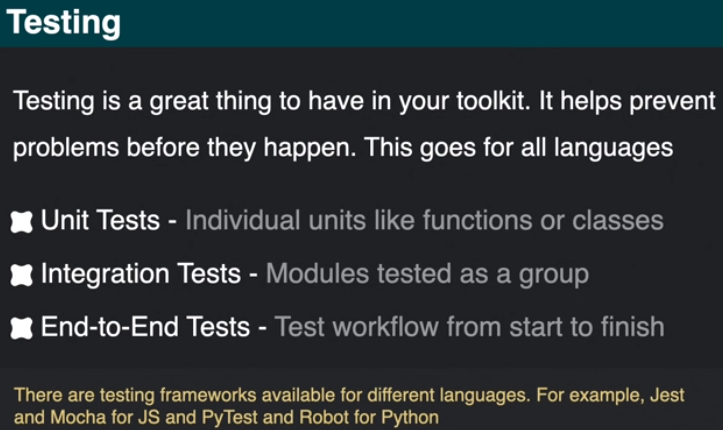 Testing
Testing is a great thing to have in your toolkit. It helps prevent
problems before they happen. This goes for all languages
Unit Tests - Individual units like functions or classes
Integration Tests - Modules tested as a group
End-to-End Tests - Test workflow from start to finish
There are testing frameworks available for different languages. For example, Jest
and Mocha for JS and PyTest and Robot for Python